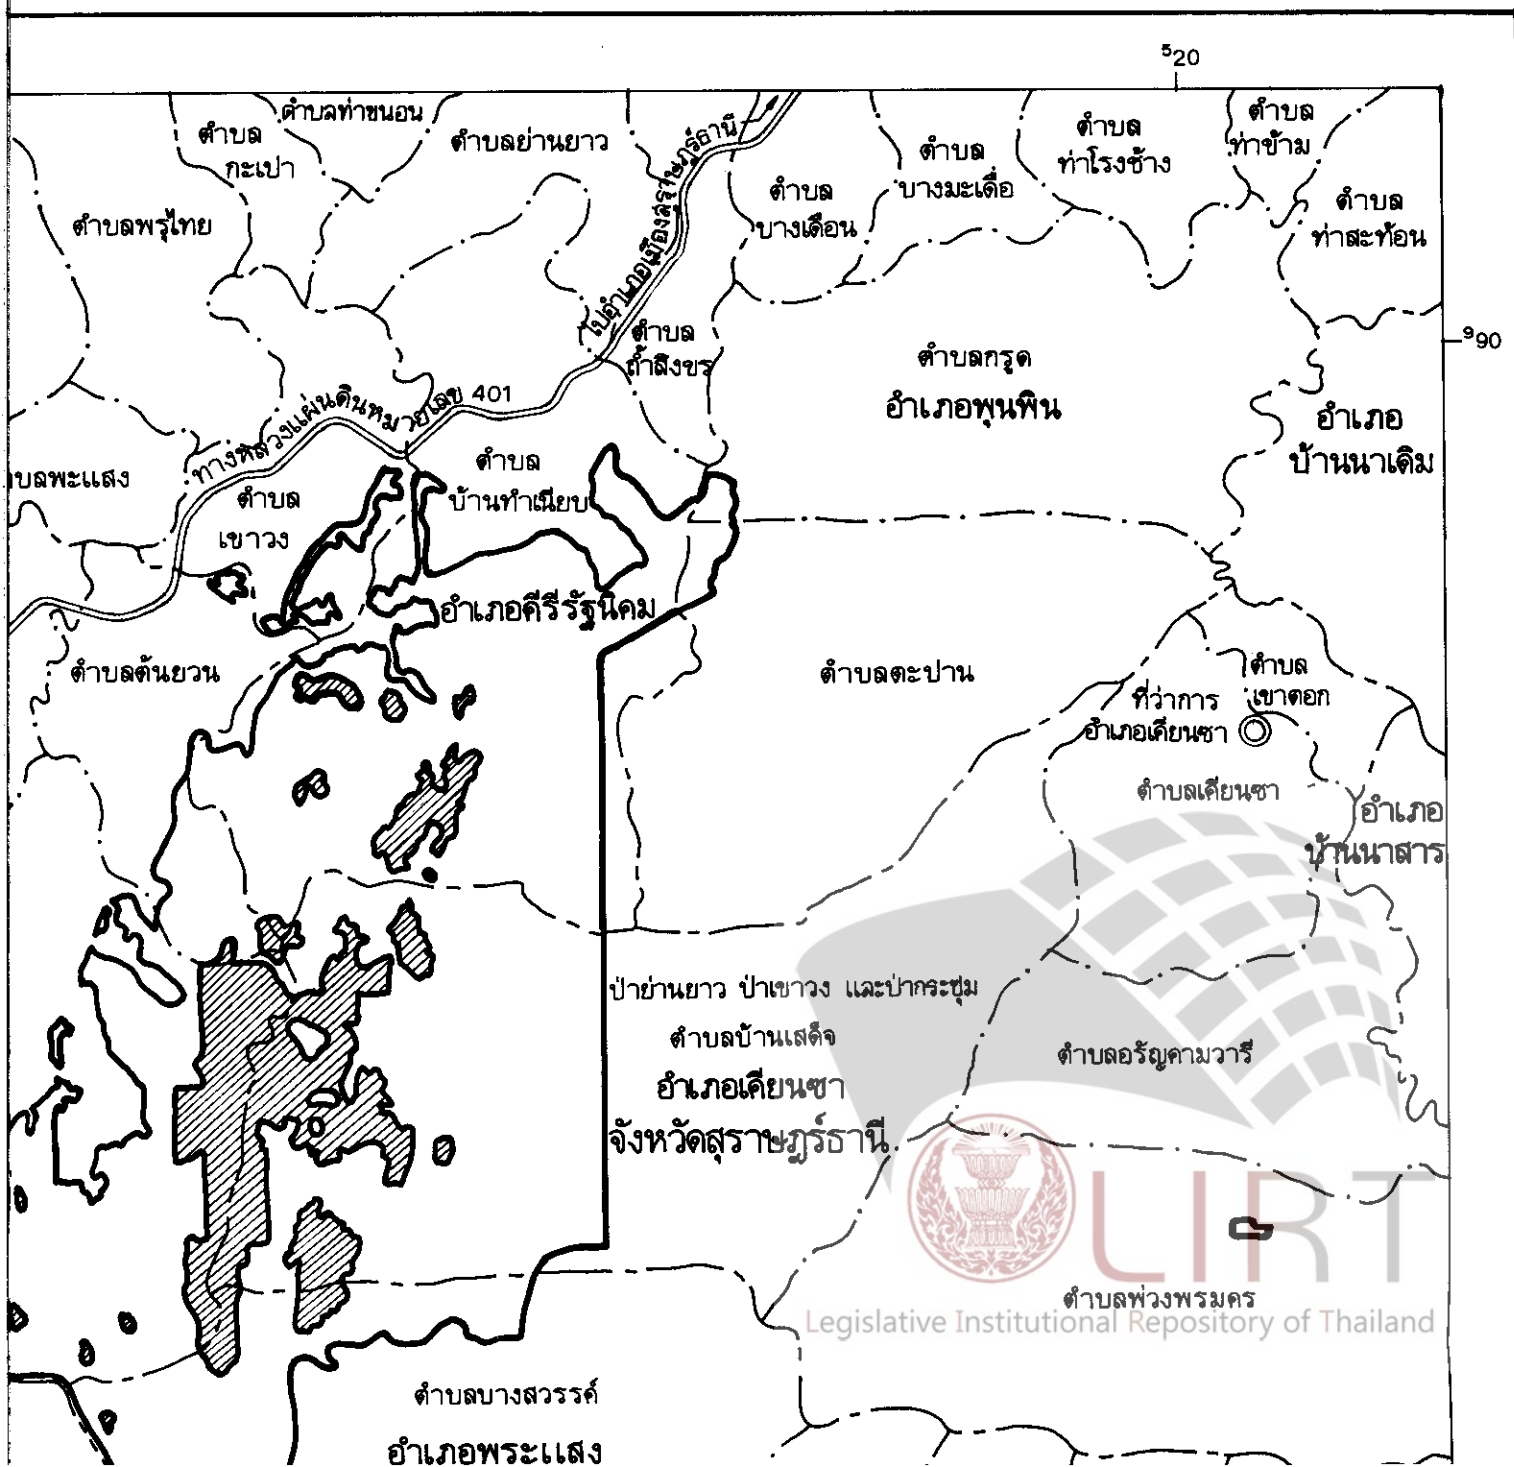 ⁵20
ตำบลท่าขนอน
ตำบล
กะเปา
ตำบลย่านยาว
ไปอำเภอเมืองสุราษฎร์ธานี
ตำบล
บางเดือน
ตำบล
บางมะเดื่อ
ตำบล
ท่าโรงช้าง
ตำบล
ท่าข้าม
ตำบล
ท่าสะท้อน
ตำบลพรุไทย
ตำบล
ถ้ำสิงขร
ตำบลกรูด
อำเภอพุนพิน
⁹90
อำเภอ
บ้านนาเดิม
ทางหลวงแผ่นดินหมายเลข 401
บลพะแสง
ตำบล
เขาวง
ตำบล
บ้านทำเนียบ
อำเภอคีรีรัฐนิคม
ตำบลต้นยวน
ตำบลตะปาน
ตำบล
เขาตอก
ที่ว่าการ
อำเภอเคียนซา
ตำบลเคียนซา
อำเภอ
บ้านนาสาร
ป่าย่านยาว ป่าเขาวง และป่ากระซุม
ตำบลบ้านเสด็จ
อำเภอเคียนซา
จังหวัดสุราษฎร์ธานี
ตำบลอรัญคามวารี
LIRT
ตำบลพ่วงพรมคร
Legislative Institutional Repository of Thailand
ตำบลบางสวรรค์
อำเภอพระแสง